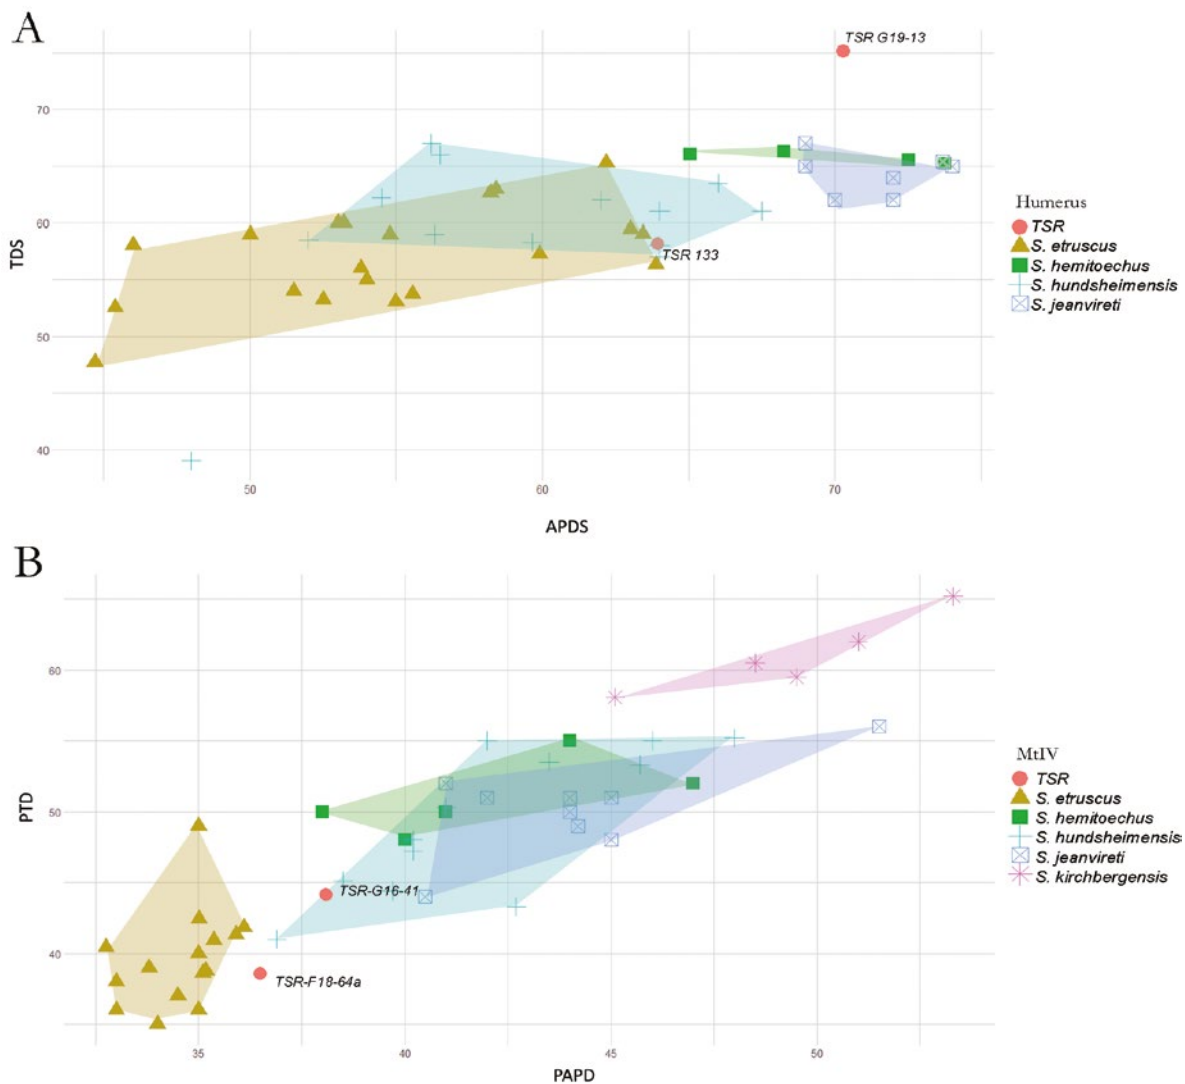 A
TSR G19-13
70
60
50
40
TDS
TSR 133
50
60
70
APDS
Humerus
TSR
S. etruscus
S. hemitoechus
S. hundsheimensis
S. jeanvireti
B
60
50
40
PTD
TSR-G16-41
TSR-F18-64a
35
40
45
50
PAPD
MtIV
TSR
S. etruscus
S. hemitoechus
S. hundsheimensis
S. jeanvireti
S. kirchbergensis